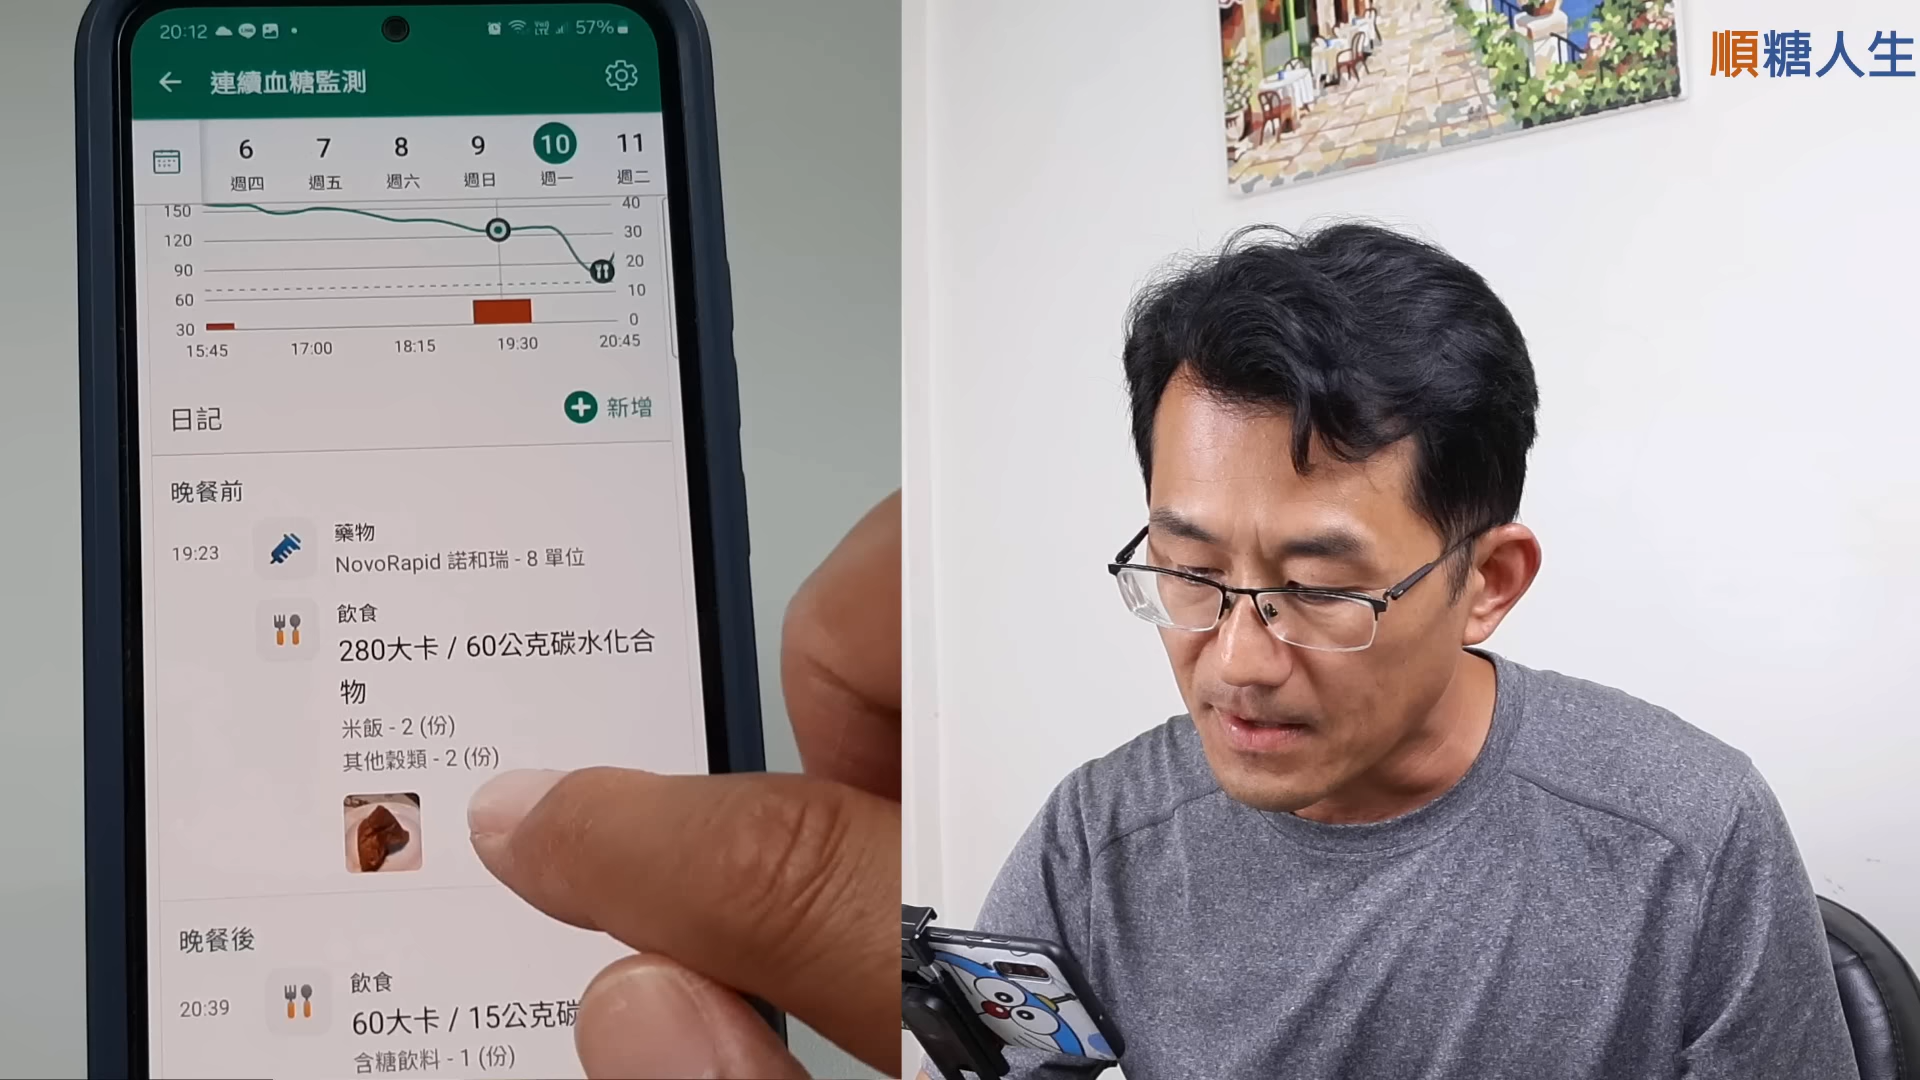 順糖人生
20:12
57%
連續血糖監測
6 7 8 9 10 11
週四 週五 週六 週日 週一 週二
150 40
120 30
90 20
60 10
30 0
15:45 17:00 18:15 19:30 20:45
日記 新增
晚餐前
19:23
藥物
NovoRapid 諾和瑞 - 8 單位
飲食
280大卡 / 60公克碳水化合
物
米飯 - 2 (份)
其他穀類 - 2 (份)
晚餐後
20:39
飲食
60大卡 / 15公克碳
含糖飲料 - 1 (份)